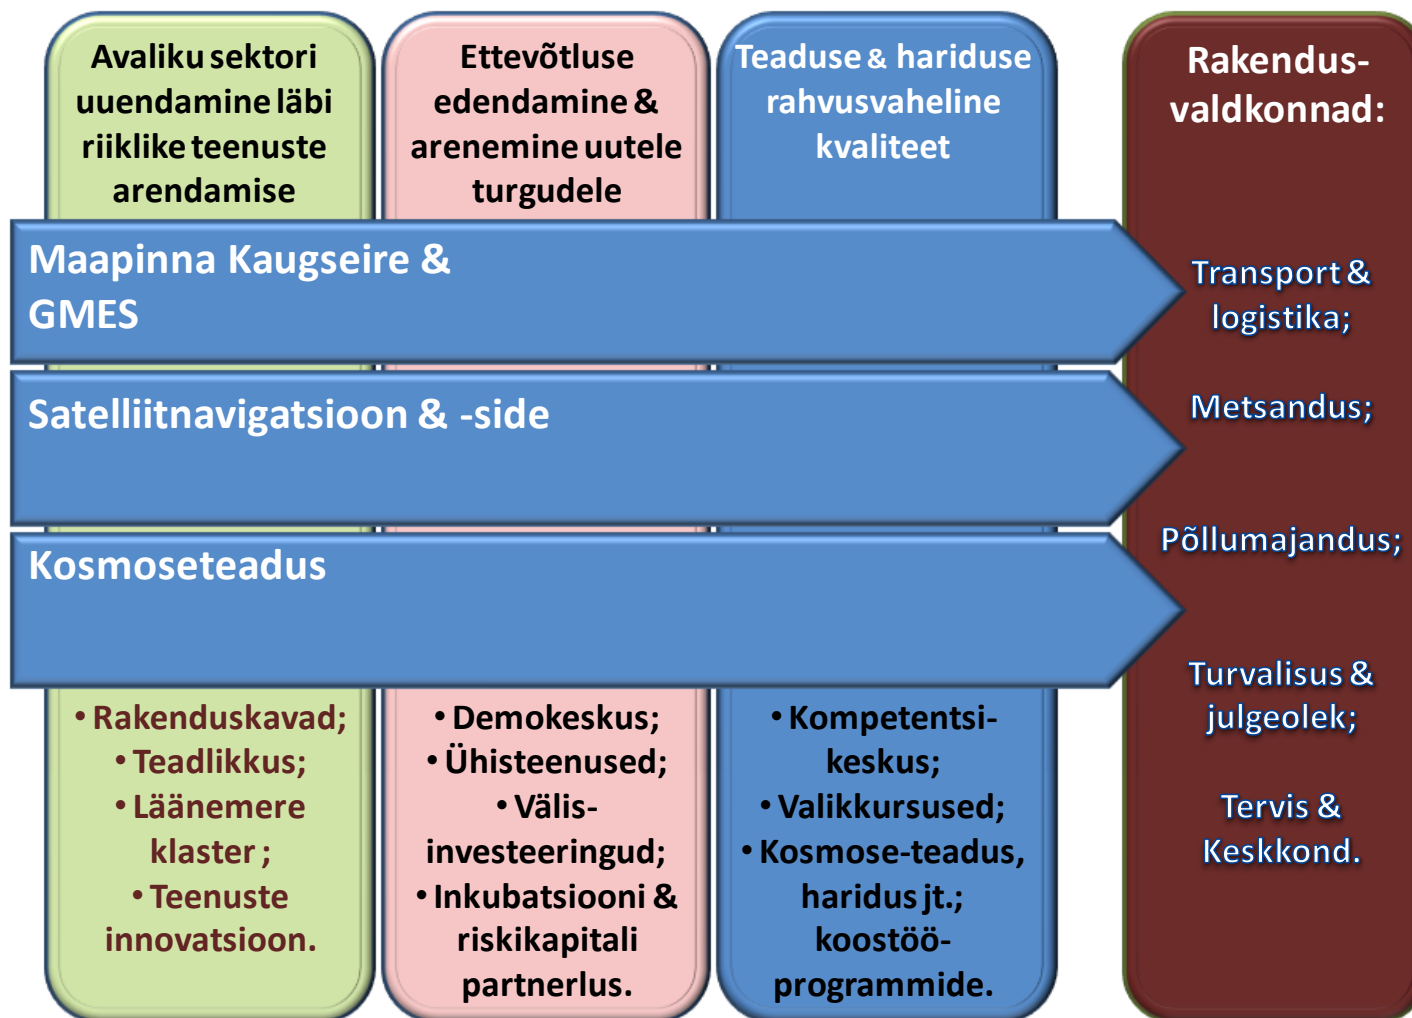 Avaliku sektori
uuendamine läbi
riiklike teenuste
arendamise
Ettevõtluse
edendamine &
arenemine uutele
turgudele
Teaduse & hariduse
rahvusvaheline
kvaliteet
Rakendus-
valdkonnad:
Maapinna Kaugseire &
GMES
Satelliitnavigatsioon & -side
Kosmoseteadus
• Rakenduskavad;
• Teadlikkus;
• Läänemere
klaster ;
• Teenuste
innovatsioon.
• Demokeskus;
• Ühisteenused;
• Välis-
investeeringud;
• Inkubatsiooni &
riskikapitali
partnerlus.
• Kompetentsi-
keskus;
• Valikkursused;
• Kosmose-teadus,
haridus jt.;
koostöö-
programmide.
Transport &
logistika;
Metsandus;
Põllumajandus;
Turvalisus &
julgeolek;
Tervis &
Keskkond.